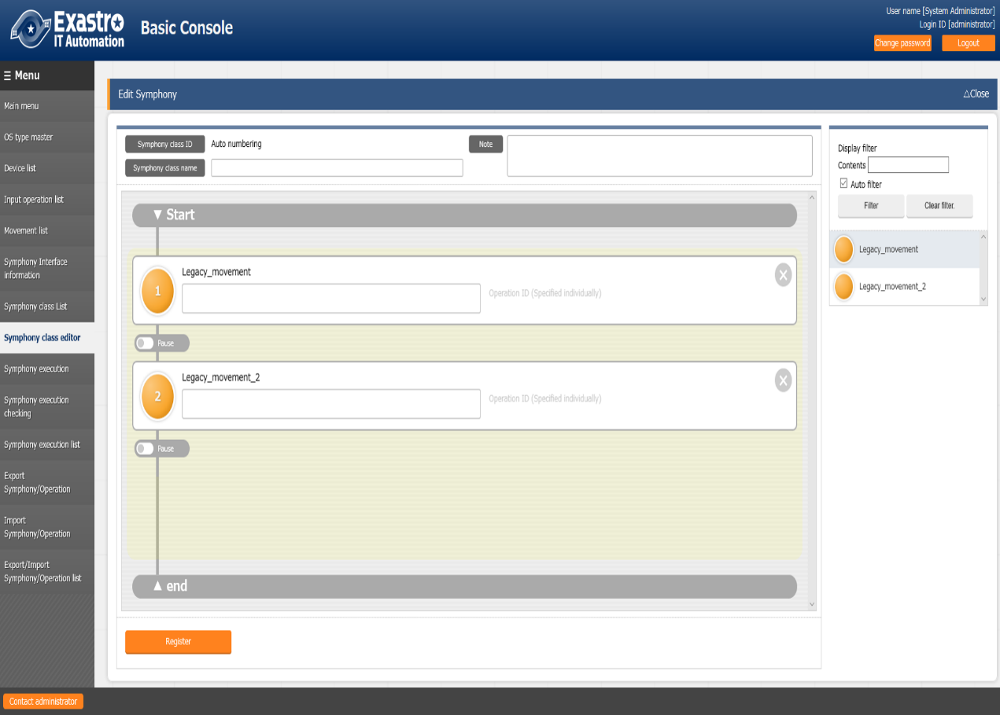 Exastro
IT Automation
Basic Console
User name [System Administrator]
Login ID [administrator]
Change password
Logout
Menu
Main menu
OS type master
Device list
Input operation list
Movement list
Symphony Interface
information
Symphony class List
Symphony class editor
Symphony execution
Symphony execution
checking
Symphony execution list
Export
Symphony/Operation
Import
Symphony/Operation
Export/Import
Symphony/Operation list
Contact administrator
Edit Symphony
△Close
Symphony class ID
Auto numbering
Note
Symphony class name
▼ Start
1
Legacy_movement
Operation ID (Specified individually)
X
Pause
2
Legacy_movement_2
Operation ID (Specified individually)
X
Pause
▲ end
Register
Display filter
Contents
Auto filter
Filter
Clear filter.
Legacy_movement
Legacy_movement_2